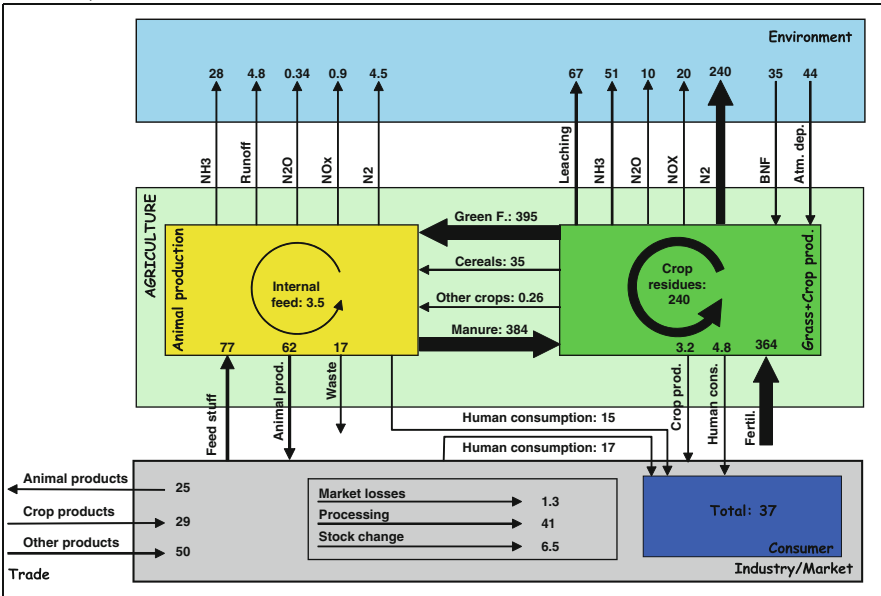 Environment
28 4.8 0.34 0.9 4.5 67 51 10 20 240 35 44
NH3 Runoff N2O NOx N2 Leaching NH3 N2O NOX N2 BNF Atm. dep.
AGRICULTURE
Animal production
Internal
feed: 3.5
Green F.: 395
Cereals: 35
Other crops: 0.26
Manure: 384
Crop
residues:
240
Grass+Crop prod.
77 62 17 3.2 4.8 364
Feed stuff Animal prod. Waste Crop prod. Human cons. Fertil.
Human consumption: 15
Human consumption: 17
Animal products 25
Crop products 29
Other products 50
Trade
Market losses 1.3
Processing 41
Stock change 6.5
Total: 37
Consumer
Industry/Market